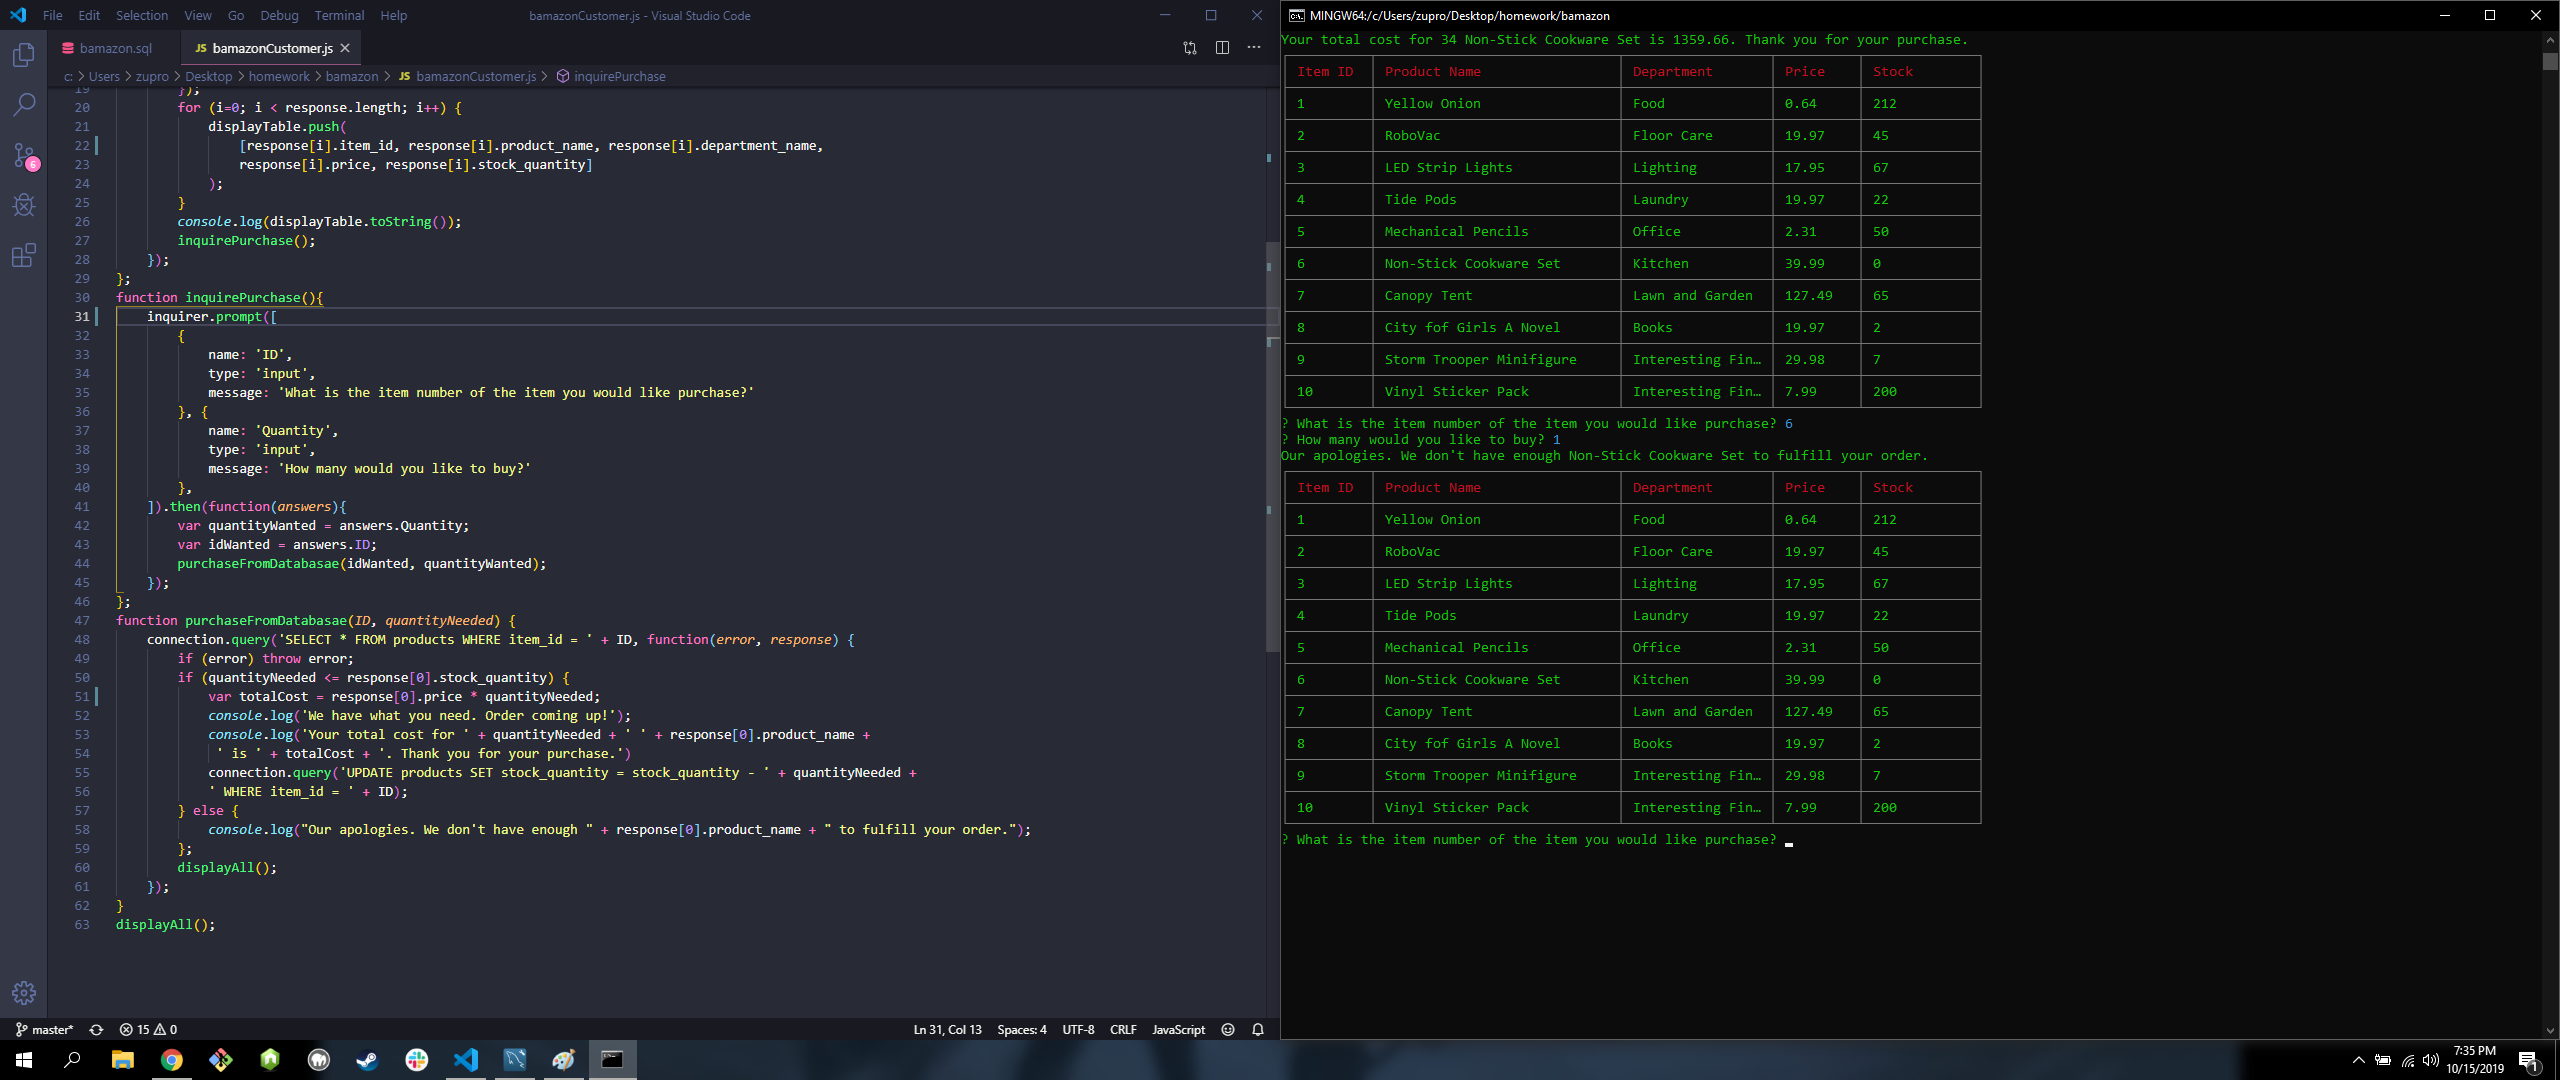 File Edit Selection View Go Debug Terminal Help bamazonCustomer.js - Visual Studio Code
bamazon.sql JS bamazonCustomer.js
c: > Users > zupro > Desktop > homework > bamazon > JS bamazonCustomer.js > inquirePurchase
19 });
20 for (i=0; i < response.length; i++) {
21 displayTable.push(
22 [response[i].item_id, response[i].product_name, response[i].department_name,
23 response[i].price, response[i].stock_quantity]
24 );
25 }
26 console.log(displayTable.toString());
27 inquirePurchase();
28 });
29 };
30 function inquirePurchase(){
31 inquirer.prompt([
32 {
33 name: 'ID',
34 type: 'input',
35 message: 'What is the item number of the item you would like purchase?'
36 }, {
37 name: 'Quantity',
38 type: 'input',
39 message: 'How many would you like to buy?'
40 },
41 ]).then(function(answers){
42 var quantityWanted = answers.Quantity;
43 var idWanted = answers.ID;
44 purchaseFromDatabasae(idWanted, quantityWanted);
45 });
46 };
47 function purchaseFromDatabasae(ID, quantityNeeded) {
48 connection.query('SELECT * FROM products WHERE item_id = ' + ID, function(error, response) {
49 if (error) throw error;
50 if (quantityNeeded <= response[0].stock_quantity) {
51 var totalCost = response[0].price * quantityNeeded;
52 console.log('We have what you need. Order coming up!');
53 console.log('Your total cost for ' + quantityNeeded + ' ' + response[0].product_name +
54 ' is ' + totalCost + '. Thank you for your purchase.')
55 connection.query('UPDATE products SET stock_quantity = stock_quantity - ' + quantityNeeded +
56 ' WHERE item_id = ' + ID);
57 } else {
58 console.log("Our apologies. We don't have enough " + response[0].product_name + " to fulfill your order.");
59 };
60 displayAll();
61 });
62 }
63 displayAll();
6
master* 15 0 Ln 31, Col 13 Spaces: 4 UTF-8 CRLF JavaScript
MINGW64:/c/Users/zupro/Desktop/homework/bamazon
Your total cost for 34 Non-Stick Cookware Set is 1359.66. Thank you for your purchase.
Item ID Product Name Department Price Stock
1 Yellow Onion Food 0.64 212
2 RoboVac Floor Care 19.97 45
3 LED Strip Lights Lighting 17.95 67
4 Tide Pods Laundry 19.97 22
5 Mechanical Pencils Office 2.31 50
6 Non-Stick Cookware Set Kitchen 39.99 0
7 Canopy Tent Lawn and Garden 127.49 65
8 City fof Girls A Novel Books 19.97 2
9 Storm Trooper Minifigure Interesting Fin… 29.98 7
10 Vinyl Sticker Pack Interesting Fin… 7.99 200
? What is the item number of the item you would like purchase? 6
? How many would you like to buy? 1
Our apologies. We don't have enough Non-Stick Cookware Set to fulfill your order.
Item ID Product Name Department Price Stock
1 Yellow Onion Food 0.64 212
2 RoboVac Floor Care 19.97 45
3 LED Strip Lights Lighting 17.95 67
4 Tide Pods Laundry 19.97 22
5 Mechanical Pencils Office 2.31 50
6 Non-Stick Cookware Set Kitchen 39.99 0
7 Canopy Tent Lawn and Garden 127.49 65
8 City fof Girls A Novel Books 19.97 2
9 Storm Trooper Minifigure Interesting Fin… 29.98 7
10 Vinyl Sticker Pack Interesting Fin… 7.99 200
? What is the item number of the item you would like purchase?
7:35 PM
10/15/2019
1